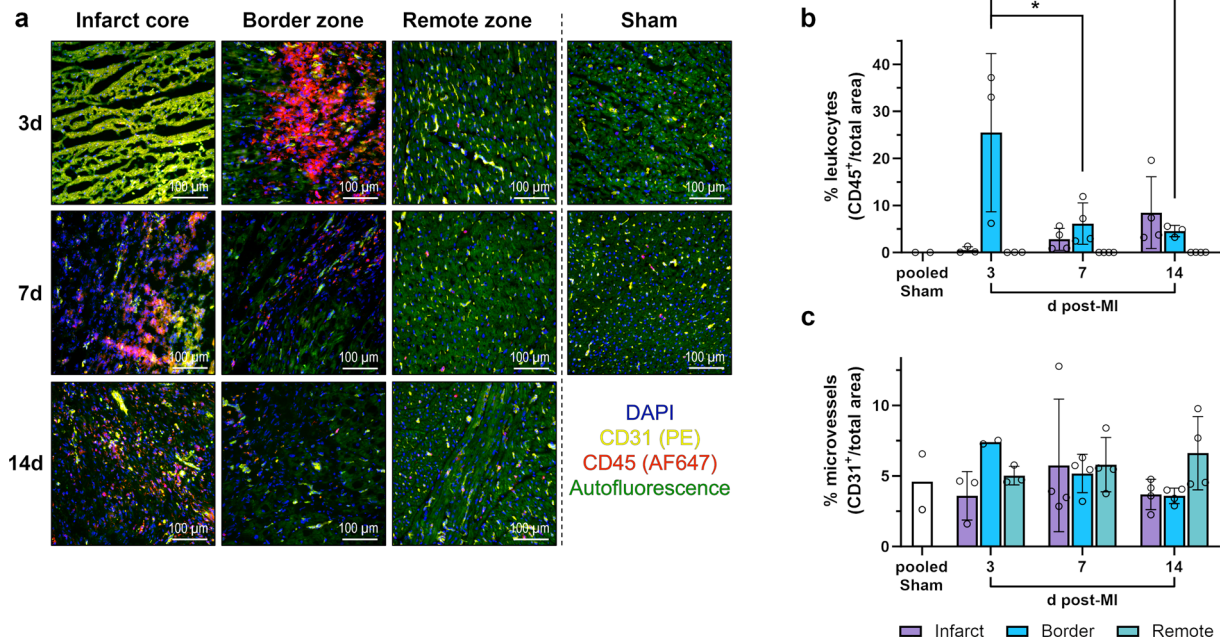 a
Infarct core
Border zone
Remote zone
Sham
3d
100 µm
100 µm
100 µm
100 µm
7d
100 µm
100 µm
100 µm
100 µm
14d
100 µm
100 µm
100 µm
DAPI
CD31 (PE)
CD45 (AF647)
Autofluorescence
b
*
% leukocytes
(CD45⁺/total area)
40
30
20
10
0
pooled
Sham
3
7
14
d post-MI
c
% microvessels
(CD31⁺/total area)
10
5
0
pooled
Sham
3
7
14
d post-MI
Infarct
Border
Remote